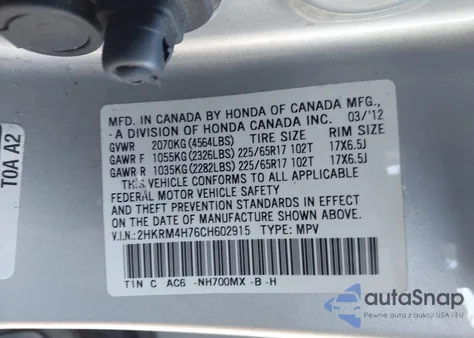 MFD. IN CANADA BY HONDA OF CANADA MFG.,
A DIVISION OF HONDA CANADA INC. 03/'12
GVWR 2070KG (4564LBS) TIRE SIZE RIM SIZE
GAWR F 1055KG (2326LBS) 225/65R17 102T 17X6.5J
GAWR R 1035KG (2282LBS) 225/65R17 102T 17X6.5J
THIS VEHICLE CONFORMS TO ALL APPLICABLE
FEDERAL MOTOR VEHICLE SAFETY
AND THEFT PREVENTION STANDARDS IN EFFECT
ON THE DATE OF MANUFACTURE SHOWN ABOVE.
V.I.N.: 2HKRM4H76CH602915 TYPE: MPV
T1N C AC6 -NH700MX -B -H
TOA A2
autoSnap
Pewne auta z aukcji USA i EU